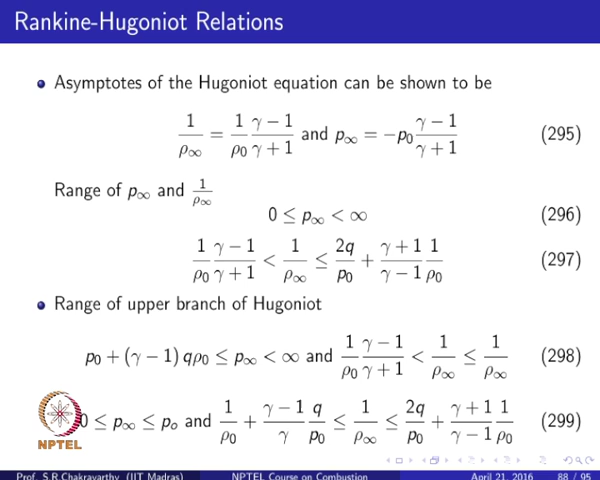 Rankine-Hugoniot Relations
Asymptotes of the Hugoniot equation can be shown to be
1/ρ∞ = 1/ρ0 γ − 1/γ + 1 and p∞ = −p0 γ − 1/γ + 1 (295)
Range of p∞ and 1/ρ∞
0 ≤ p∞ < ∞ (296)
1/ρ0 γ − 1/γ + 1 < 1/ρ∞ ≤ 2q/p0 + γ + 1/γ − 1 1/ρ0 (297)
Range of upper branch of Hugoniot
p0 + (γ − 1) qρ0 ≤ p∞ < ∞ and 1/ρ0 γ − 1/γ + 1 < 1/ρ∞ ≤ 1/ρ∞ (298)
0 ≤ p∞ ≤ po and 1/ρ0 + γ − 1/γ q/p0 ≤ 1/ρ∞ ≤ 2q/p0 + γ + 1/γ − 1 1/ρ0 (299)
NPTEL
Prof. S.R.Chakravarthy (IIT Madras) NPTEL Course on Combustion April 21, 2016 88 / 95